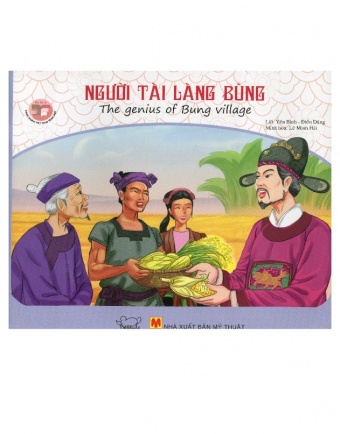 NGƯỜI TÀI LÀNG BÙNG
The genius of Bung village
Lời: Yên Bình - Điền Dũng
Minh họa: Lê Minh Hải
NHÀ XUẤT BẢN MỸ THUẬT